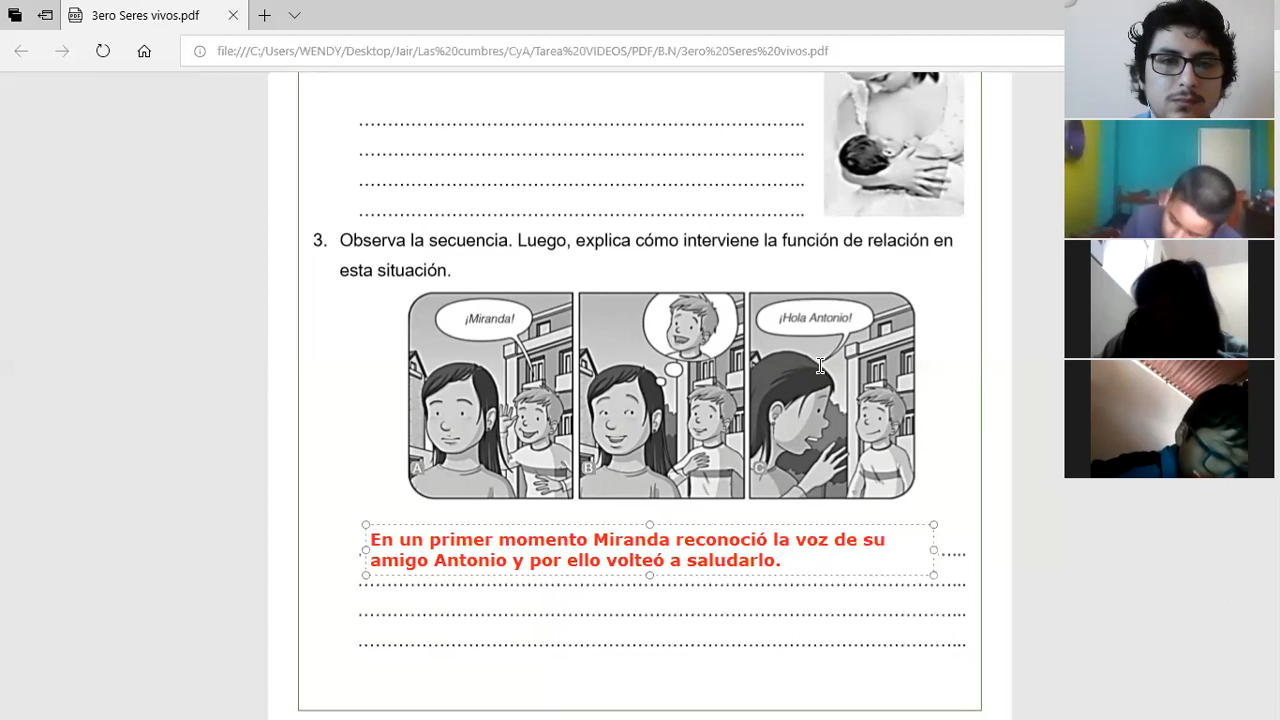 3ero Seres vivos.pdf
file:///C:/Users/WENDY/Desktop/Jair/Las%20cumbres/CyA/Tarea%20VIDEOS/PDF/B.N/3ero%20Seres%20vivos.pdf
3. Observa la secuencia. Luego, explica cómo interviene la función de relación en
esta situación.
¡Miranda!
¡Hola Antonio!
A
B
C
En un primer momento Miranda reconoció la voz de su
amigo Antonio y por ello volteó a saludarlo.